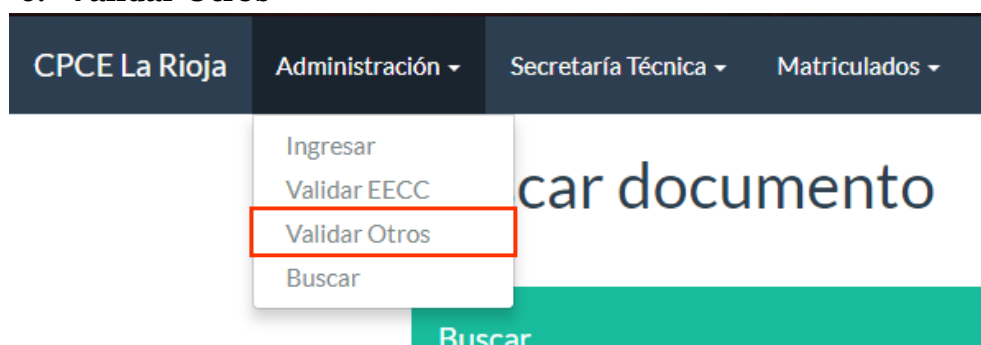 CPCE La Rioja Administración Secretaría Técnica Matriculados
Ingresar
Validar EECC
Validar Otros
Buscar
car documento
Buscar